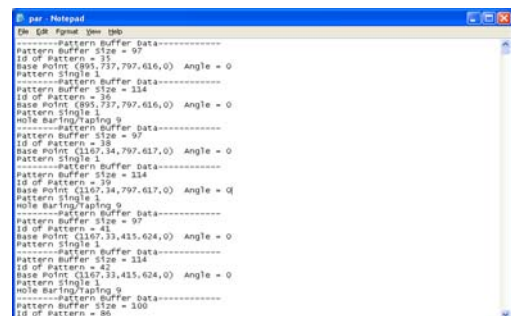 par - Notepad
File Edit Format View Help
--------Pattern Buffer Data-------------
Pattern Buffer Size = 97
Id of Pattern = 35
Base Point (895.737,797.616,0) Angle = 0
Pattern Single 1
--------Pattern Buffer Data-------------
Pattern Buffer Size = 114
Id of Pattern = 36
Base Point (895.737,797.616,0) Angle = 0
Pattern Single 1
Hole Baring/Taping 9
--------Pattern Buffer Data-------------
Pattern Buffer Size = 97
Id of Pattern = 38
Base Point (1167.34,797.617,0) Angle = 0
Pattern Single 1
--------Pattern Buffer Data-------------
Pattern Buffer Size = 114
Id of Pattern = 39
Base Point (1167.34,797.617,0) Angle = 0
Pattern Single 1
Hole Baring/Taping 9
--------Pattern Buffer Data-------------
Pattern Buffer Size = 97
Id of Pattern = 41
Base Point (1167.33,415.624,0) Angle = 0
Pattern Single 1
--------Pattern Buffer Data-------------
Pattern Buffer Size = 114
Id of Pattern = 42
Base Point (1167.33,415.624,0) Angle = 0
Pattern Single 1
Hole Baring/Taping 9
--------Pattern Buffer Data-------------
Pattern Buffer Size = 100
Id of Pattern = 86